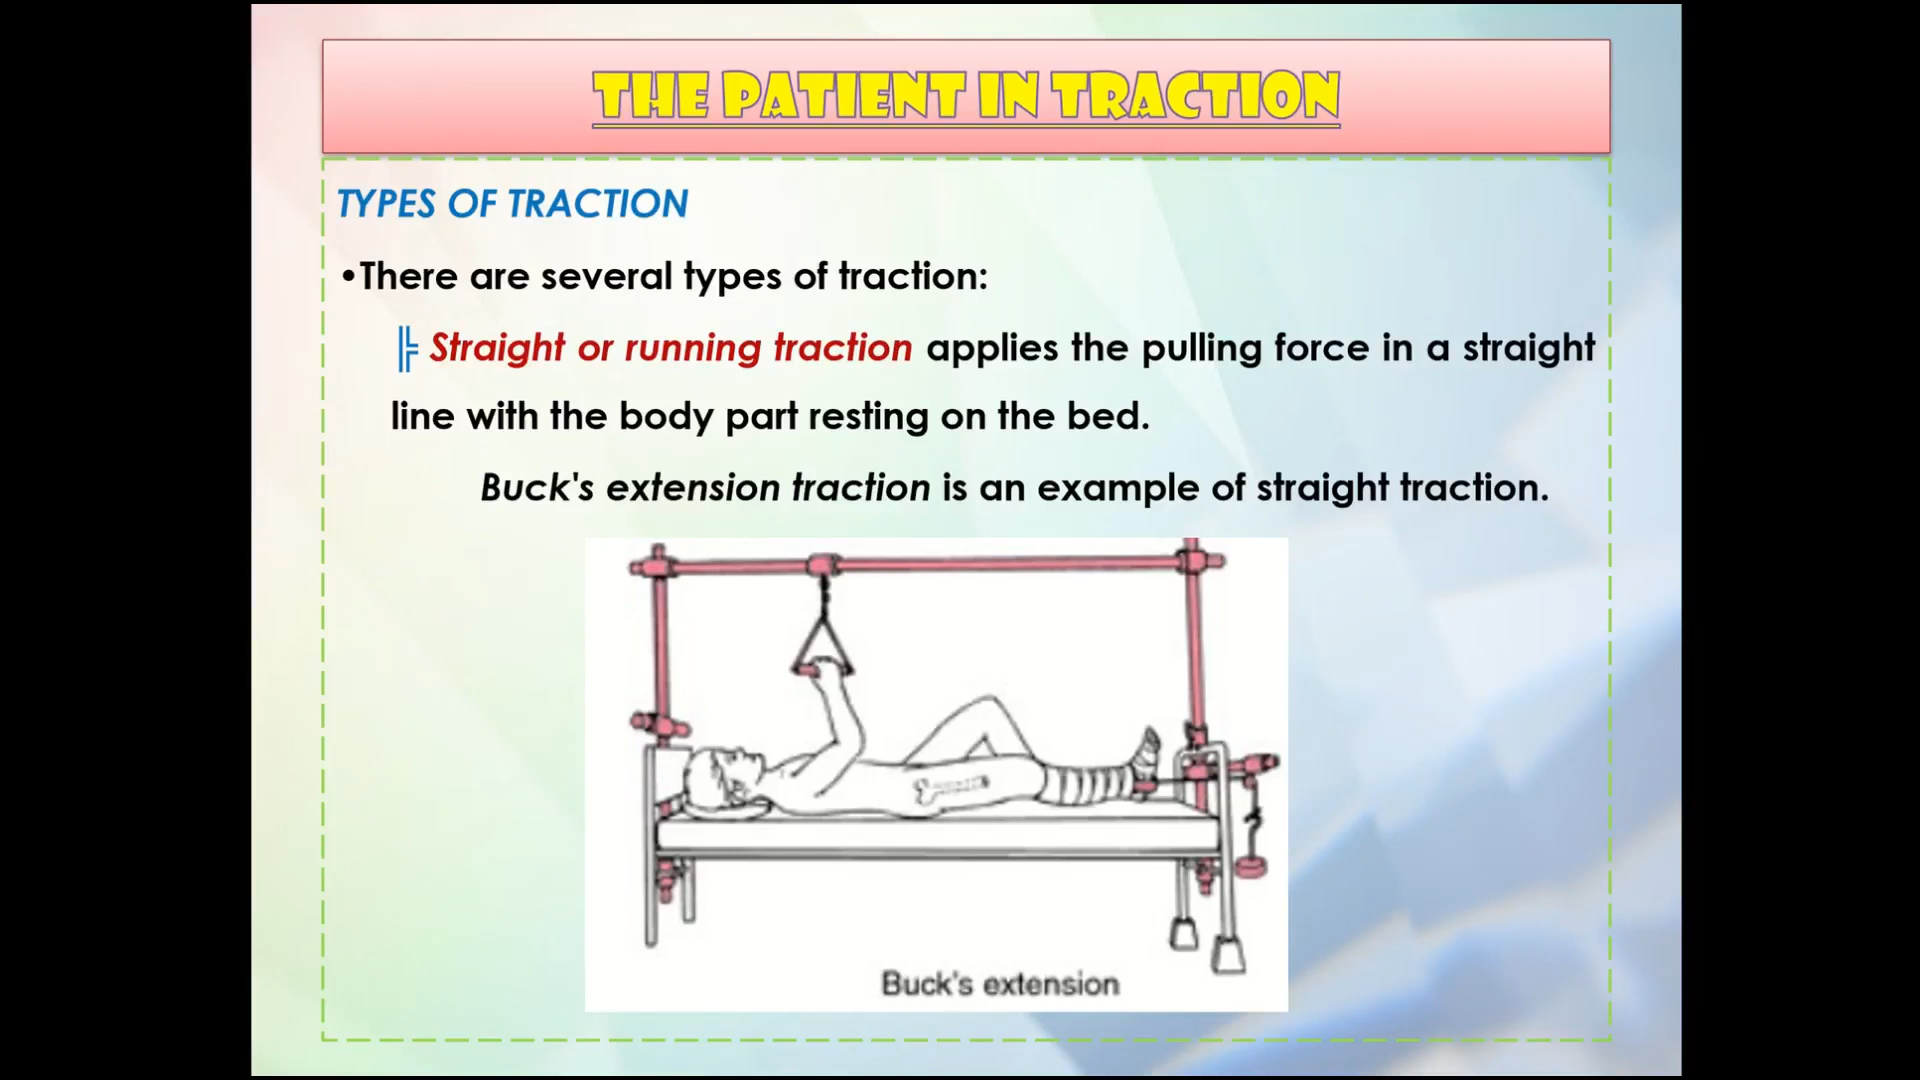 THE PATIENT IN TRACTION
TYPES OF TRACTION
•There are several types of traction:
╠ Straight or running traction applies the pulling force in a straight
line with the body part resting on the bed.
Buck's extension traction is an example of straight traction.
Buck's extension